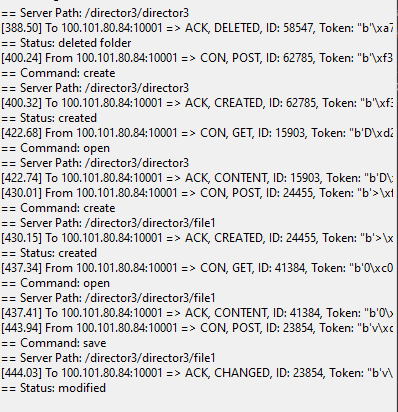 == Server Path: /director3/director3
[388.50] To 100.101.80.84:10001 => ACK, DELETED, ID: 58547, Token: "b'\xa7
== Status: deleted folder
[400.24] From 100.101.80.84:10001 => CON, POST, ID: 62785, Token: "b'\xf3
== Command: create
== Server Path: /director3/director3
[400.32] To 100.101.80.84:10001 => ACK, CREATED, ID: 62785, Token: "b'\xf3
== Status: created
[422.68] From 100.101.80.84:10001 => CON, GET, ID: 15903, Token: "b'D\xd2
== Command: open
== Server Path: /director3/director3
[422.74] To 100.101.80.84:10001 => ACK, CONTENT, ID: 15903, Token: "b'D\
[430.01] From 100.101.80.84:10001 => CON, POST, ID: 24455, Token: "b'>\xf
== Command: create
== Server Path: /director3/director3/file1
[430.15] To 100.101.80.84:10001 => ACK, CREATED, ID: 24455, Token: "b'>\x
== Status: created
[437.34] From 100.101.80.84:10001 => CON, GET, ID: 41384, Token: "b'0\xc0
== Command: open
== Server Path: /director3/director3/file1
[437.41] To 100.101.80.84:10001 => ACK, CONTENT, ID: 41384, Token: "b'0\
[443.94] From 100.101.80.84:10001 => CON, POST, ID: 23854, Token: "b'v\xc
== Command: save
== Server Path: /director3/director3/file1
[444.03] To 100.101.80.84:10001 => ACK, CHANGED, ID: 23854, Token: "b'v\
== Status: modified